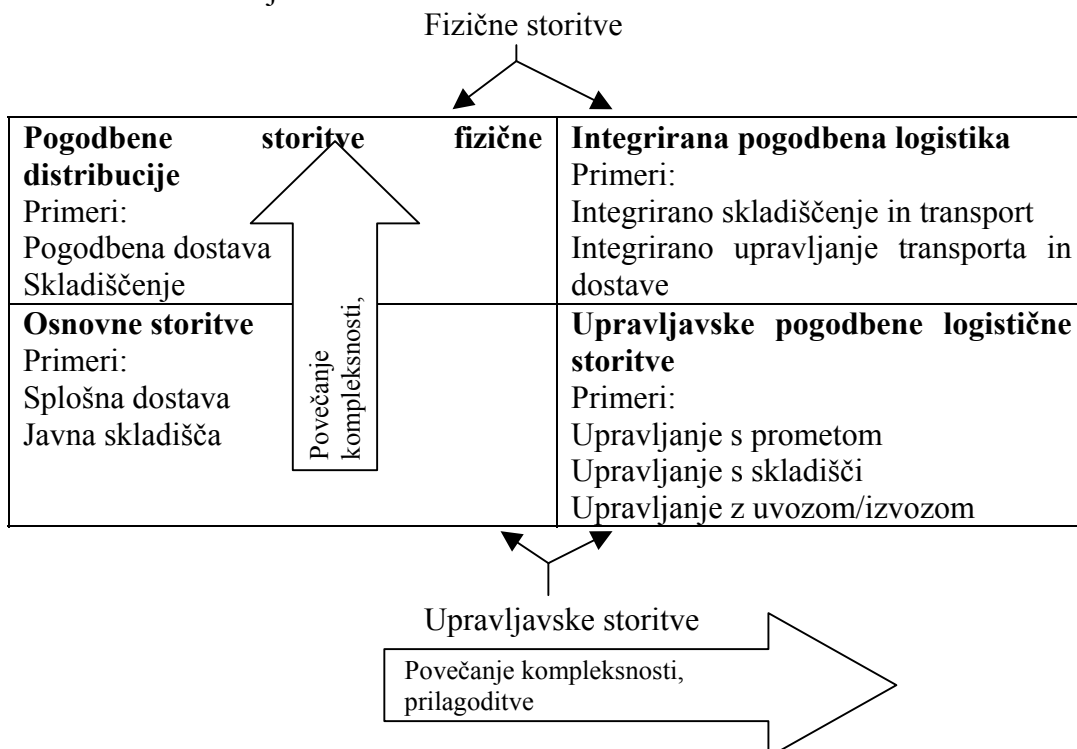 Fizične storitve
Pogodbene storitve fizične
distribucije
Primeri:
Pogodbena dostava
Skladiščenje
Integrirana pogodbena logistika
Primeri:
Integrirano skladiščenje in transport
Integrirano upravljanje transporta in
dostave
Osnovne storitve
Primeri:
Splošna dostava
Javna skladišča
Povečanje
kompleksnosti,
Upravljavske pogodbene logistične
storitve
Primeri:
Upravljanje s prometom
Upravljanje s skladišči
Upravljanje z uvozom/izvozom
Upravljavske storitve
Povečanje kompleksnosti,
prilagoditve